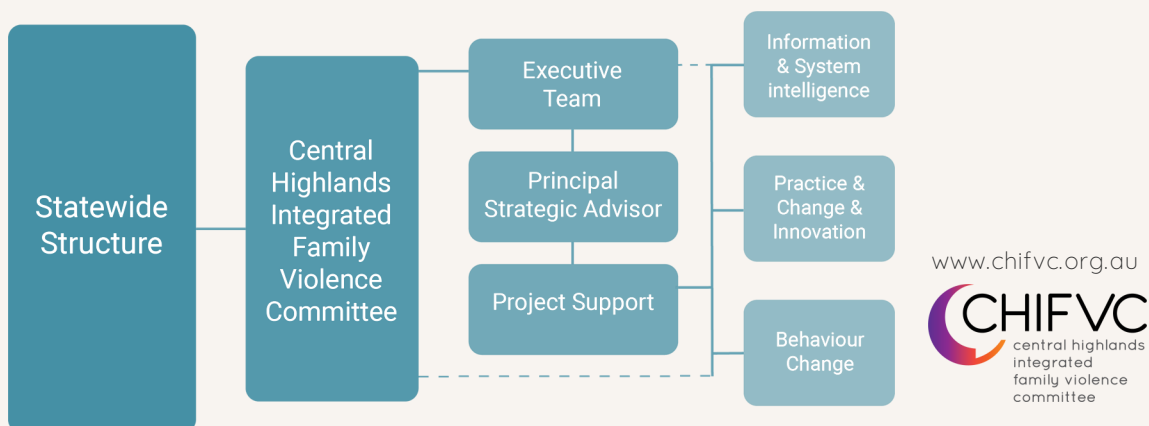 Statewide
Structure
Central
Highlands
Integrated
Family
Violence
Committee
Executive
Team
Principal
Strategic Advisor
Project Support
Information
& System
intelligence
Practice &
Change &
Innovation
Behaviour
Change
www.chifvc.org.au
CHIFVC
central highlands
integrated
family violence
committee